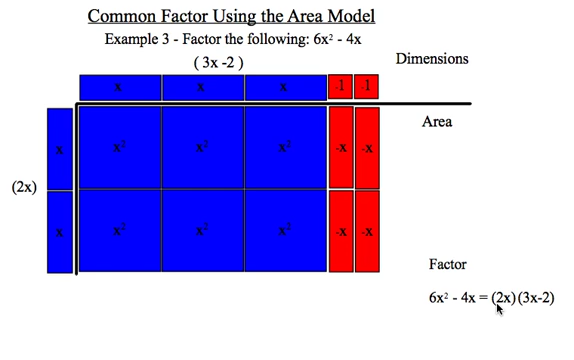 Common Factor Using the Area Model
Example 3 - Factor the following: 6x² - 4x
( 3x -2 )
Dimensions
x x x -1 -1
Area
x x² x² x² -x -x
(2x)
x x² x² x² -x -x
Factor
6x² - 4x = (2x)(3x-2)